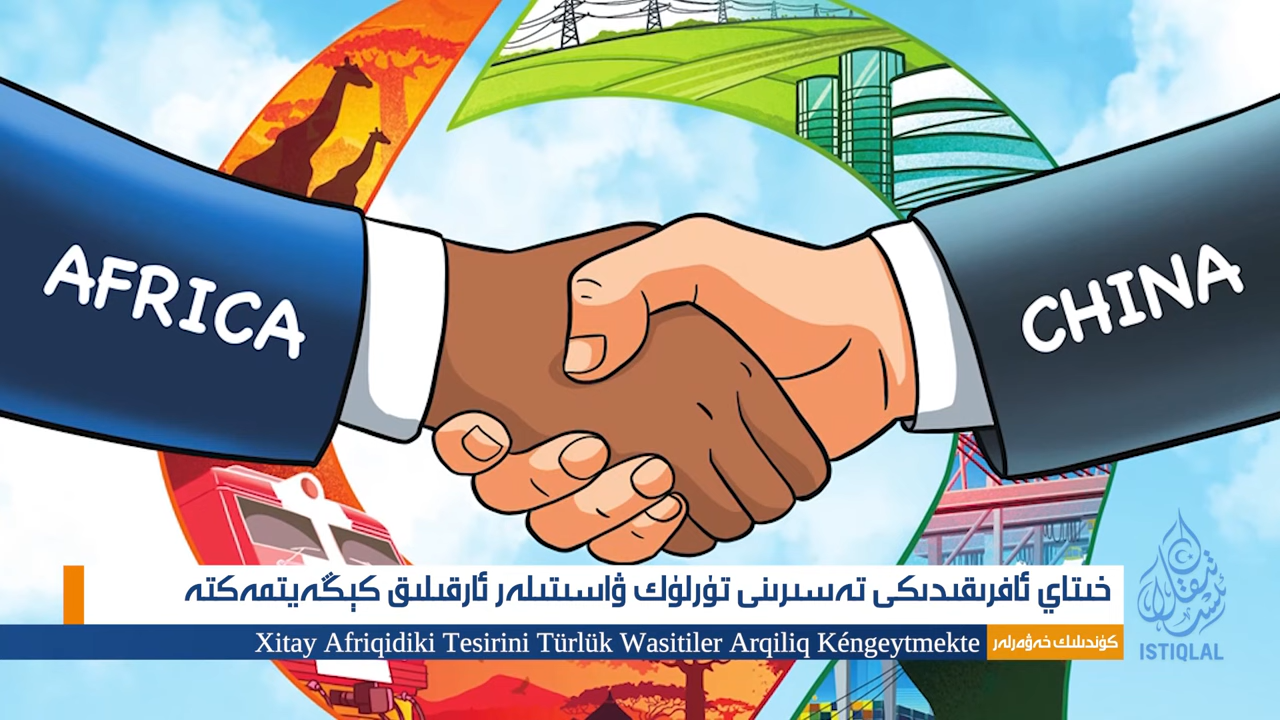 AFRICA
CHINA
خىتاي ئافرىقىدىكى تەسىرىنى تۈرلۈك ۋاسىتىلەر ئارقىلىق كېڭەيتمەكتە
Xitay Afriqidiki Tesirini Türlük Wasitiler Arqiliq Kéngeytmekte
كۈندىلىك خەۋەرلەر
ئىستىقلال
ISTIQLAL